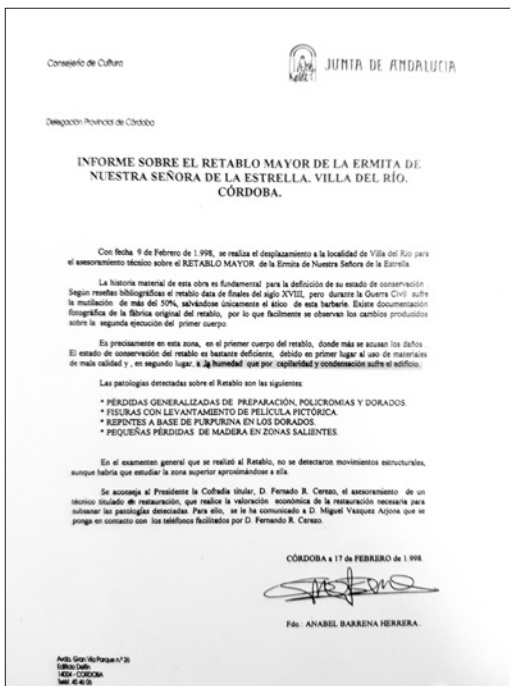 Consejería de Cultura
JUNTA DE ANDALUCIA
Delegación Provincial de Córdoba
INFORME SOBRE EL RETABLO MAYOR DE LA ERMITA DE
NUESTRA SEÑORA DE LA ESTRELLA. VILLA DEL RÍO.
CÓRDOBA.
Con fecha 9 de Febrero de 1.998, se realiza el desplazamiento a la localidad de Villa del Río para
el asesoramiento técnico sobre el RETABLO MAYOR de la Ermita de Nuestra Señora de la Estrella.
La historia material de esta obra es fundamental para la definición de su estado de conservación.
Según reseñas bibliográficas el retablo data de finales del siglo XVIII, pero durante la Guerra Civil sufre
la mutilación de más del 50%, salvándose únicamente el ático de esta barbarie. Existe documentación
fotográfica de la fábrica original del retablo, por lo que facilmente se observan los cambios producidos
sobre la segunda ejecución del primer cuerpo.
Es precisamente en esta zona, en el priemer cuerpo del retablo, donde más se acusan los daños.
El estado de conservación del retablo es bastante deficiente, debido en primer lugar al uso de materiales
de mala calidad y , en segundo lugar, a la humedad que por capilaridad y condensación sufre el edificio.
Las patologías detectadas sobre el Retablo son las siguientes:
* PÉRDIDAS GENERALIZADAS DE PREPARACIÓN, POLICROMIAS Y DORADOS.
* FISURAS CON LEVANTAMIENTO DE PELÍCULA PICTÓRICA.
* REPINTES A BASE DE PURPURINA EN LOS DORADOS.
* PEQUEÑAS PÉRDIDAS DE MADERA EN ZONAS SALIENTES.
En el examenten general que se realizó al Retablo, no se detectaron movimientos estructurales,
aunque habría que estudiar la zona superior aproximándose a ella.
Se aconseja al Presidente la Cofradía titular, D. Fernado R. Cerezo, el asesoramiento de un
técnico titulado en restauración, que realice la valoración económica de la restauración necesaria para
subsanar las patologías detectadas. Para ello, se le ha comunicado a D. Miguel Vazquez Arjona que se
ponga en contacto con los teléfonos facilitados por D. Fernando R. Cerezo.
CÓRDOBA a 17 de FEBRERO de 1.998.
Fdo.: ANABEL BARRENA HERRERA.
Avda. Gran Vía Parque n.º 26
Edificio Delfín
14004 - CORDOBA
Teléf. 45 46 05